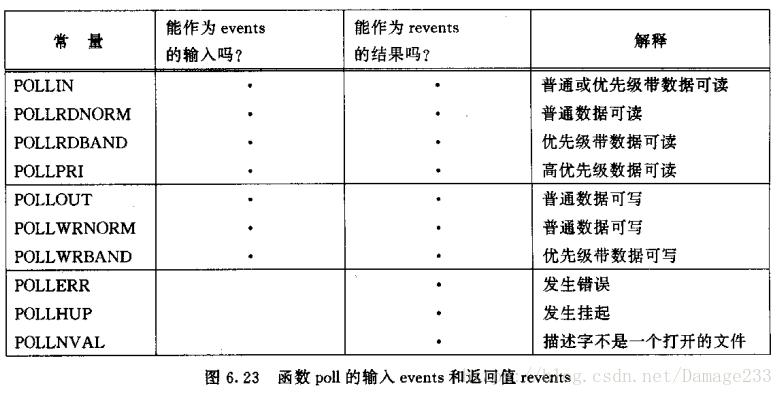 常 量 能作为 events 的输入吗? 能作为 revents 的结果吗? 解释
POLLIN · · 普通或优先级带数据可读
POLLRDNORM · · 普通数据可读
POLLRDBAND · · 优先级带数据可读
POLLPRI · · 高优先级数据可读
POLLOUT · · 普通数据可写
POLLWRNORM · · 普通数据可写
POLLWRBAND · · 优先级带数据可写
POLLERR · 发生错误
POLLHUP · 发生挂起
POLLNVAL · 描述字不是一个打开的文件
图 6.23 函数 poll 的输入 events 和返回值 revents
blog.csdn.net/Damage233